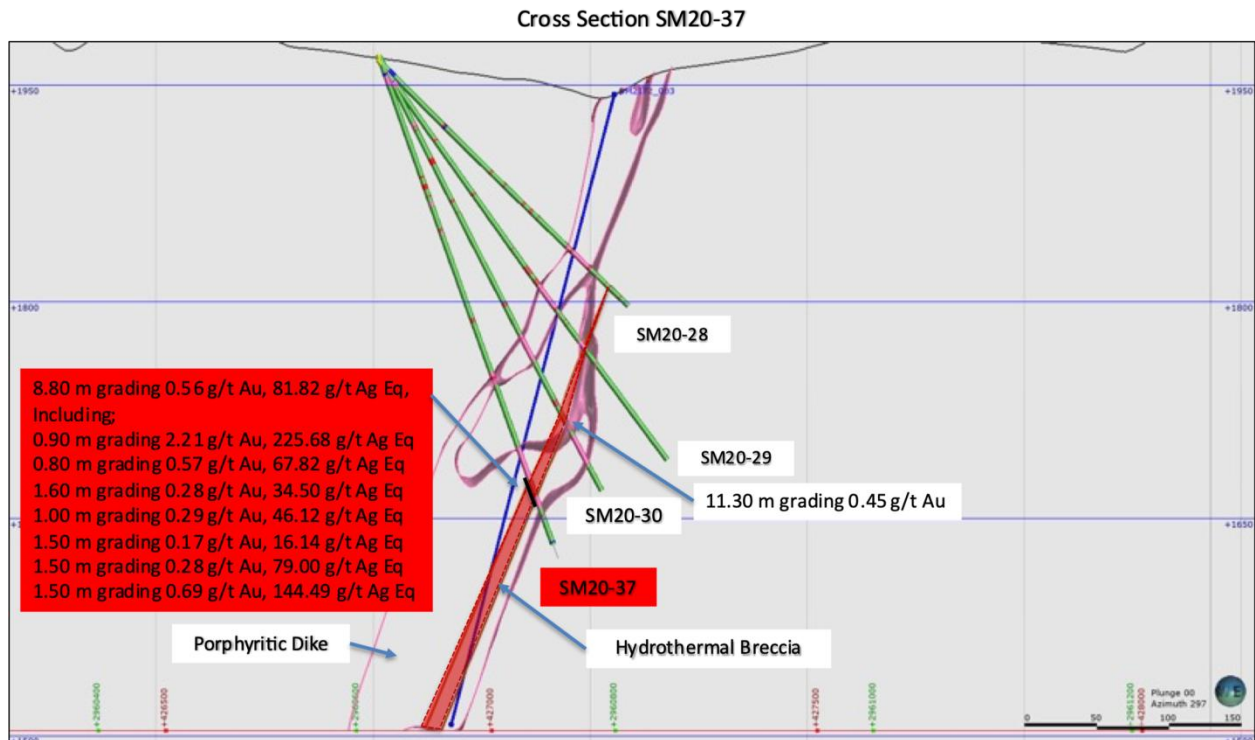 Cross Section SM20-37
+1950
+1950
+1800
+1800
SM20-28
8.80 m grading 0.56 g/t Au, 81.82 g/t Ag Eq,
Including;
0.90 m grading 2.21 g/t Au, 225.68 g/t Ag Eq
0.80 m grading 0.57 g/t Au, 67.82 g/t Ag Eq
1.60 m grading 0.28 g/t Au, 34.50 g/t Ag Eq
1.00 m grading 0.29 g/t Au, 46.12 g/t Ag Eq
1.50 m grading 0.17 g/t Au, 16.14 g/t Ag Eq
1.50 m grading 0.28 g/t Au, 79.00 g/t Ag Eq
1.50 m grading 0.69 g/t Au, 144.49 g/t Ag Eq
SM20-29
11.30 m grading 0.45 g/t Au
SM20-30
+1650
SM20-37
Porphyritic Dike
Hydrothermal Breccia
+2960400
+426500
+2960600
+427000
+2960800
+427500
+2961000
+2961200
+428000
Plunge 00
Azimuth 297
0
50
100
150